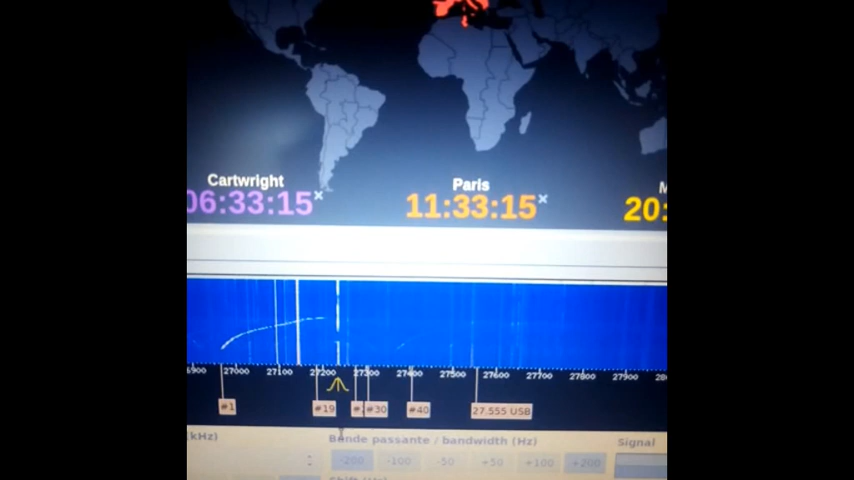 Cartwright Paris
06:33:15× 11:33:15× 20:
27000 27100 27200 27300 27400 27500 27600 27700 27800 27900
#1 #19 #30 #40 27.555 USB
(kHz) Bande passante / bandwidth (Hz) Signal
-200 -100 -50 +50 +100 +200